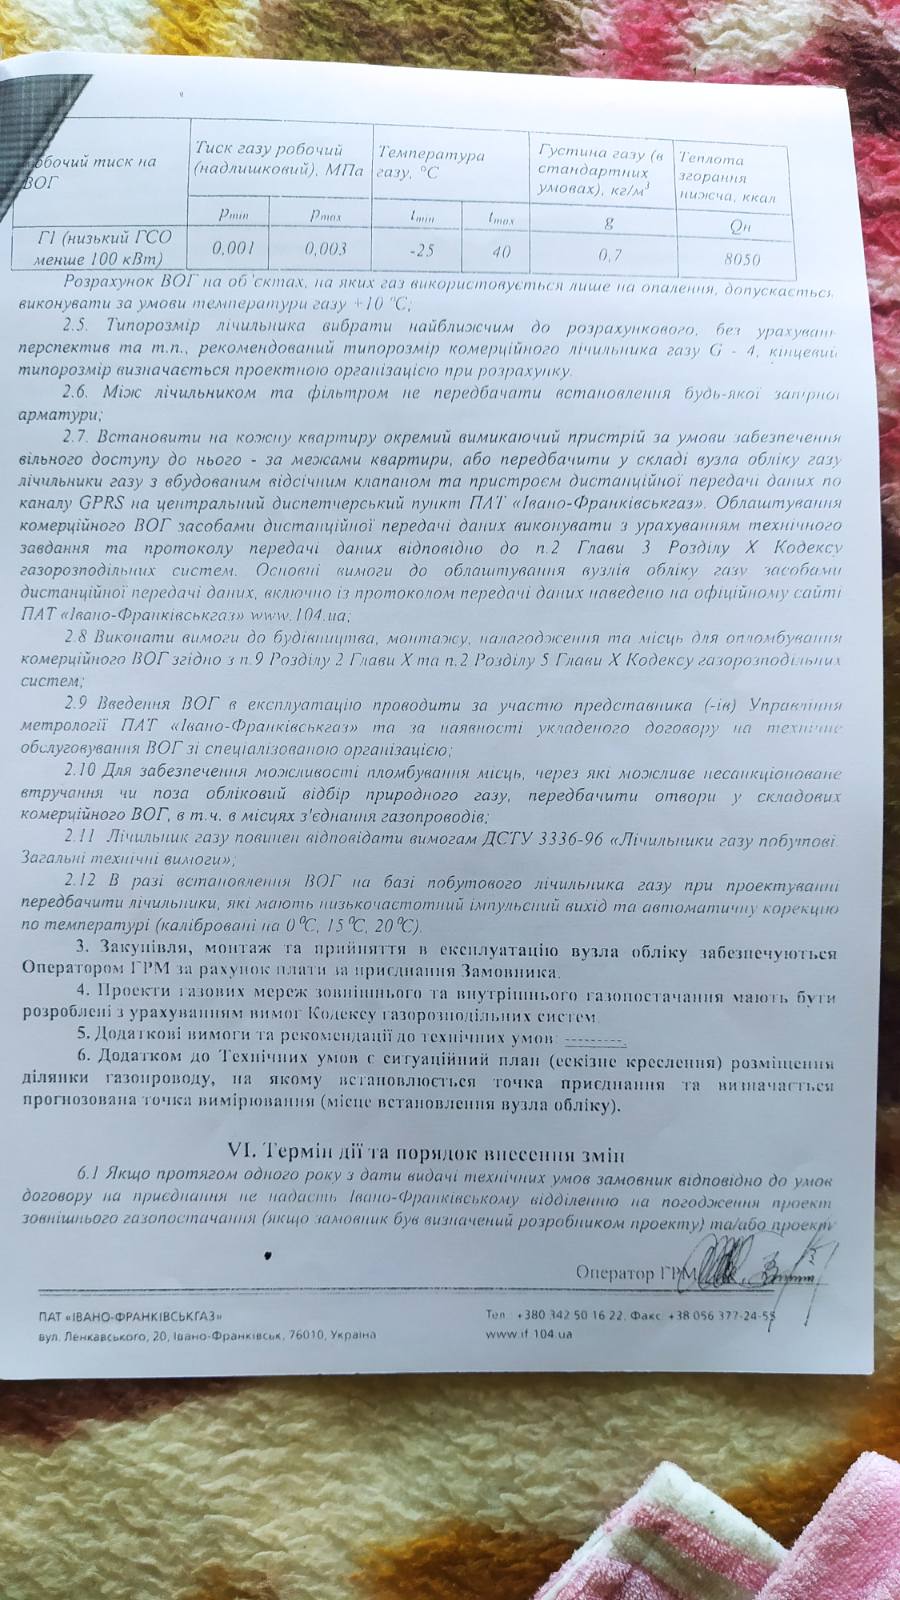 Робочий тиск на ВОГ
Тиск газу робочий (надлишковий), МПа
Температура газу, °С
Густина газу (в стандартних умовах), кг/м³
Теплота згорання нижча, ккал
pmin pmax tmin tmax g Qн
Г1 (низький ГСО менше 100 кВт) 0,001 0,003 -25 40 0,7 8050
Розрахунок ВОГ на об'єктах, на яких газ використовується лише на опалення, допускається
виконувати за умови температури газу +10 °С;
2.5. Типорозмір лічильника вибрати найближчим до розрахункового, без урахуван
перспектив та т.п., рекомендований типорозмір комерційного лічильника газу G - 4, кінцевий
типорозмір визначається проектною організацією при розрахунку.
2.6. Між лічильником та фільтром не передбачати встановлення будь-якої запірної
арматури;
2.7. Встановити на кожну квартиру окремий вимикаючий пристрій за умови забезпечення
вільного доступу до нього - за межами квартири, або передбачити у складі вузла обліку газу
лічильники газу з вбудованим відсічним клапаном та пристроєм дистанційної передачі даних по
каналу GPRS на центральний диспетчерський пункт ПАТ «Івано-Франківськгаз». Облаштування
комерційного ВОГ засобами дистанційної передачі даних виконувати з урахуванням технічного
завдання та протоколу передачі даних відповідно до п.2 Глави 3 Розділу X Кодексу
газорозподільних систем. Основні вимоги до облаштування вузлів обліку газу засобами
дистанційної передачі даних, включно із протоколом передачі даних наведено на офіційному сайті
ПАТ «Івано-Франківськгаз» www.104.ua;
2.8 Виконати вимоги до будівництва, монтажу, налагодження та місць для опломбування
комерційного ВОГ згідно з п.9 Розділу 2 Глави X та п.2 Розділу 5 Глави X Кодексу газорозподільних
систем;
2.9 Введення ВОГ в експлуатацію проводити за участю представника (-ів) Управління
метрології ПАТ «Івано-Франківськгаз» та за наявності укладеного договору на технічне
обслуговування ВОГ зі спеціалізованою організацією;
2.10 Для забезпечення можливості пломбування місць, через які можливе несанкціоноване
втручання чи поза обліковий відбір природного газу, передбачити отвори у складових
комерційного ВОГ, в т.ч. в місцях з'єднання газопроводів;
2.11 Лічильник газу повинен відповідати вимогам ДСТУ 3336-96 «Лічильники газу побутові.
Загальні технічні вимоги»;
2.12 В разі встановлення ВОГ на базі побутового лічильника газу при проектуванні
передбачити лічильники, які мають низькочастотний імпульсний вихід та автоматичну корекцію
по температурі (калібровані на 0 °С, 15 °С, 20 °С).
3. Закупівля, монтаж та прийняття в експлуатацію вузла обліку забезпечуються
Оператором ГРМ за рахунок плати за приєднання Замовника.
4. Проекти газових мереж зовнішнього та внутрішнього газопостачання мають бути
розроблені з урахуванням вимог Кодексу газорозподільних систем.
5. Додаткові вимоги та рекомендації до технічних умов: ---------.
6. Додатком до Технічних умов є ситуаційний план (ескізне креслення) розміщення
ділянки газопроводу, на якому встановлюється точка приєднання та визначається
прогнозована точка вимірювання (місце встановлення вузла обліку).
VI. Термін дії та порядок внесення змін
6.1 Якщо протягом одного року з дати видачі технічних умов замовник відповідно до умов
договору на приєднання не надасть Івано-Франківському відділенню на погодження проект
зовнішнього газопостачання (якщо замовник був визначений розробником проекту) та/або проекту
Оператор ГРМ
ПАТ «ІВАНО-ФРАНКІВСЬКГАЗ»
вул. Ленкавського, 20, Івано-Франківськ, 76010, Україна
Тел.: +380 342 50 16 22, Факс: +38 056 377-24-55
www.if.104.ua